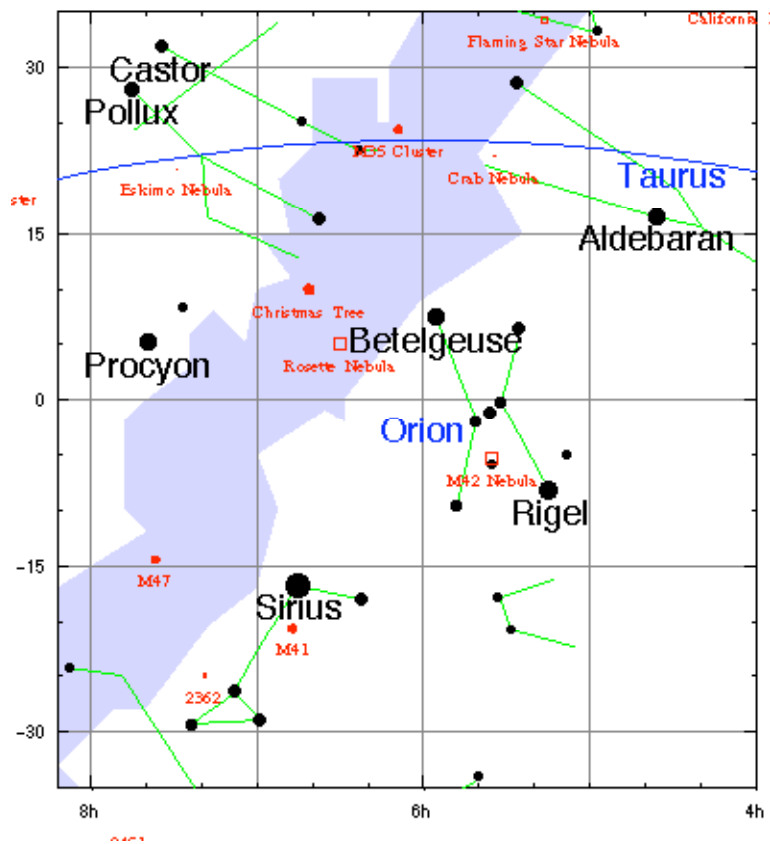 California
Flaming Star Nebula
30
Castor
Pollux
M35 Cluster
Crab Nebula
Taurus
Eskimo Nebula
ster
15
Aldebaran
Christmas Tree
Betelgeuse
Procyon
Rosette Nebula
0
Orion
M42 Nebula
Rigel
-15
M47
Sirius
M41
2362
-30
8h 6h 4h